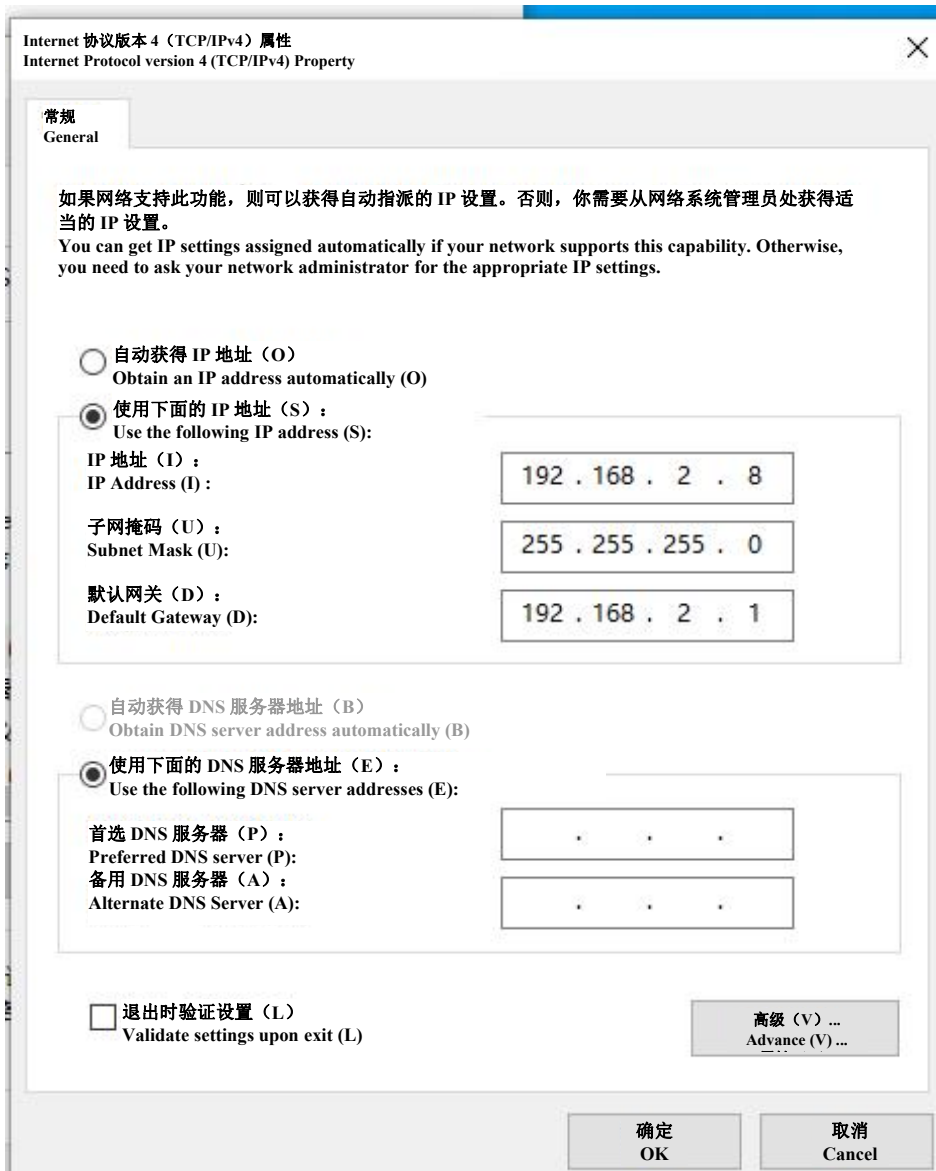 Internet 协议版本 4（TCP/IPv4）属性
Internet Protocol version 4 (TCP/IPv4) Property
常规
General
如果网络支持此功能，则可以获得自动指派的 IP 设置。否则，你需要从网络系统管理员处获得适
当的 IP 设置。
You can get IP settings assigned automatically if your network supports this capability. Otherwise,
you need to ask your network administrator for the appropriate IP settings.
自动获得 IP 地址（O）
Obtain an IP address automatically (O)
使用下面的 IP 地址（S）：
Use the following IP address (S):
IP 地址（I）：
IP Address (I) :
192 . 168 . 2 . 8
子网掩码（U）：
Subnet Mask (U):
255 . 255 . 255 . 0
默认网关（D）：
Default Gateway (D):
192 . 168 . 2 . 1
自动获得 DNS 服务器地址（B）
Obtain DNS server address automatically (B)
使用下面的 DNS 服务器地址（E）：
Use the following DNS server addresses (E):
首选 DNS 服务器（P）：
Preferred DNS server (P):
. . .
备用 DNS 服务器（A）：
Alternate DNS Server (A):
. . .
退出时验证设置（L）
Validate settings upon exit (L)
高级（V）...
Advance (V) ...
确定
OK
取消
Cancel